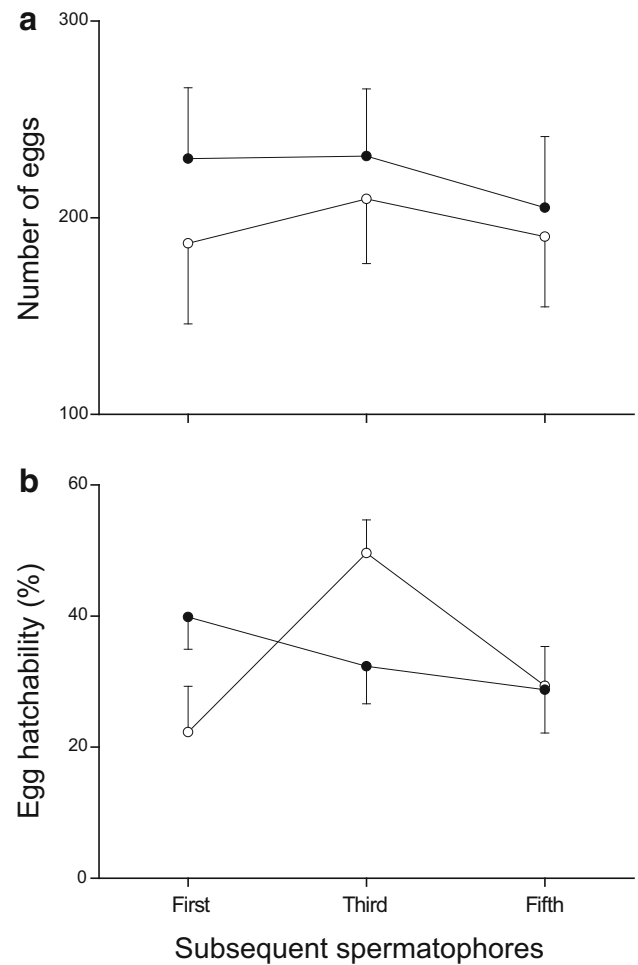 a
300
200
100
Number of eggs
b
60
40
20
0
Egg hatchability (%)
First Third Fifth
Subsequent spermatophores